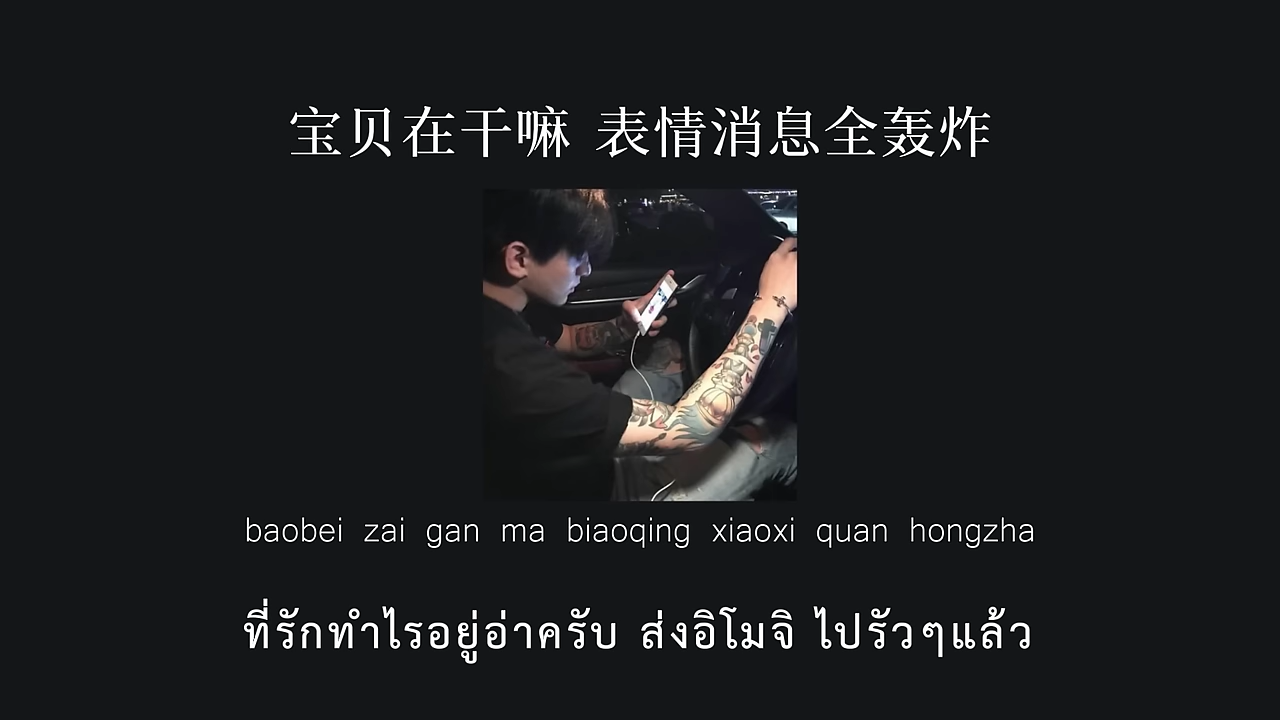 宝贝在干嘛 表情消息全轰炸
baobei zai gan ma biaoqing xiaoxi quan hongzha
ที่รักทำไรอยู่อ่าครับ ส่งอิโมจิ ไปรัวๆแล้ว